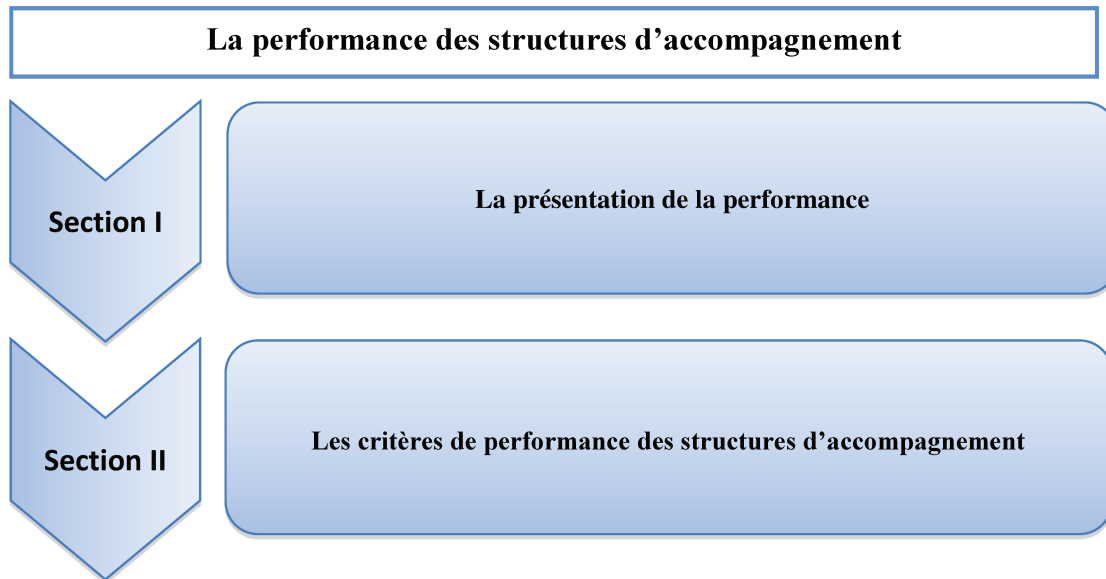 La performance des structures d’accompagnement
Section I
La présentation de la performance
Section II
Les critères de performance des structures d’accompagnement